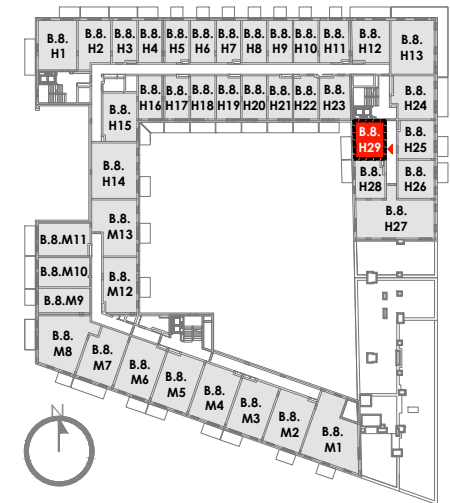 B.8.
H1
B.8.
H2
B.8.
H3
B.8.
H4
B.8.
H5
B.8.
H6
B.8.
H7
B.8.
H8
B.8.
H9
B.8.
H10
B.8.
H11
B.8.
H12
B.8.
H13
B.8.
H16
B.8.
H17
B.8.
H18
B.8.
H19
B.8.
H20
B.8.
H21
B.8.
H22
B.8.
H23
B.8.
H24
B.8.
H15
B.8.
H29
B.8.
H25
B.8.
H14
B.8.
H28
B.8.
H26
B.8.
H27
B.8.
M13
B.8.M11
B.8.M10
B.8.M9
B.8.
M12
B.8.
M8
B.8.
M7
B.8.
M6
B.8.
M5
B.8.
M4
B.8.
M3
B.8.
M2
B.8.
M1
N